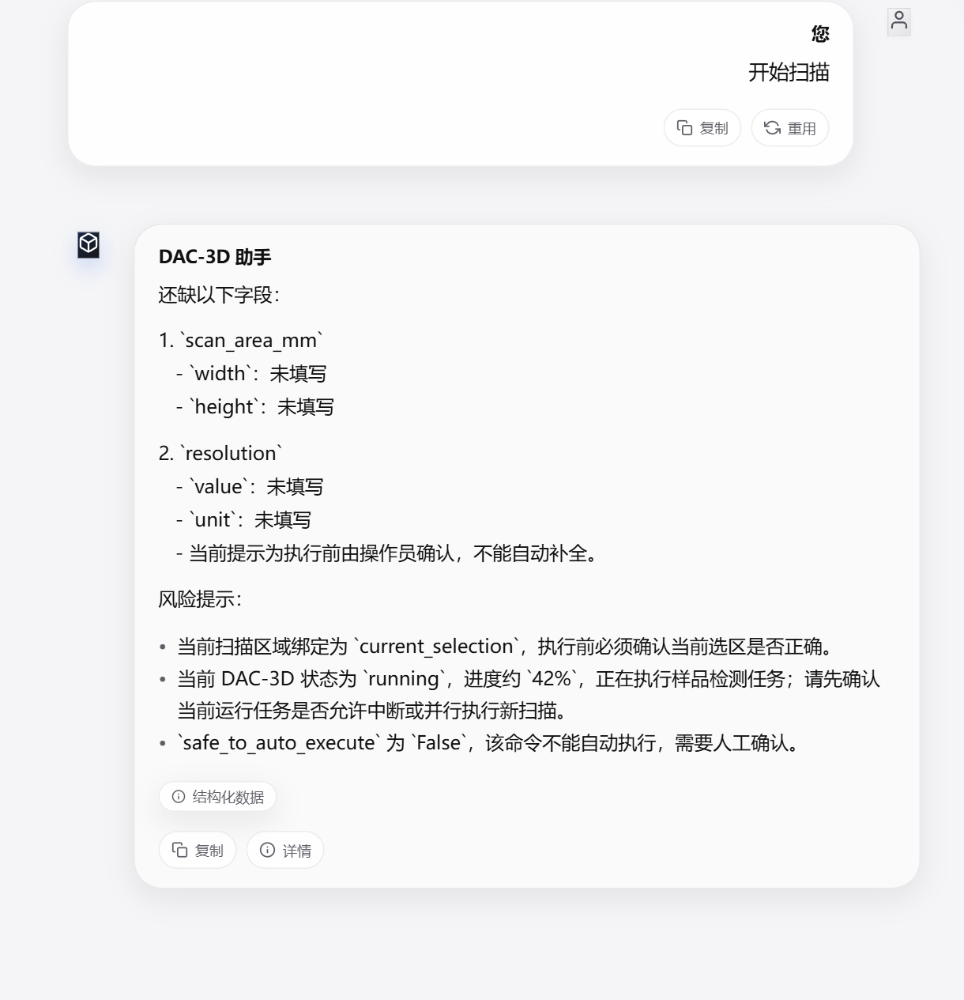 您
开始扫描
复制
重用
DAC-3D 助手
还缺以下字段：
1. `scan_area_mm`
- `width`：未填写
- `height`：未填写
2. `resolution`
- `value`：未填写
- `unit`：未填写
- 当前提示为执行前由操作员确认，不能自动补全。
风险提示：
• 当前扫描区域绑定为 `current_selection`，执行前必须确认当前选区是否正确。
• 当前 DAC-3D 状态为 `running`，进度约 `42%`，正在执行样品检测任务；请先确认
当前运行任务是否允许中断或并行执行新扫描。
• `safe_to_auto_execute` 为 `False`，该命令不能自动执行，需要人工确认。
结构化数据
复制
详情